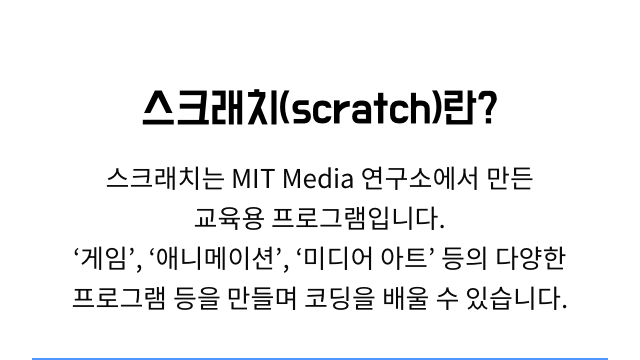 스크래치(scratch)란?
스크래치는 MIT Media 연구소에서 만든
교육용 프로그램입니다.
‘게임’, ‘애니메이션’, ‘미디어 아트’ 등의 다양한
프로그램 등을 만들며 코딩을 배울 수 있습니다.